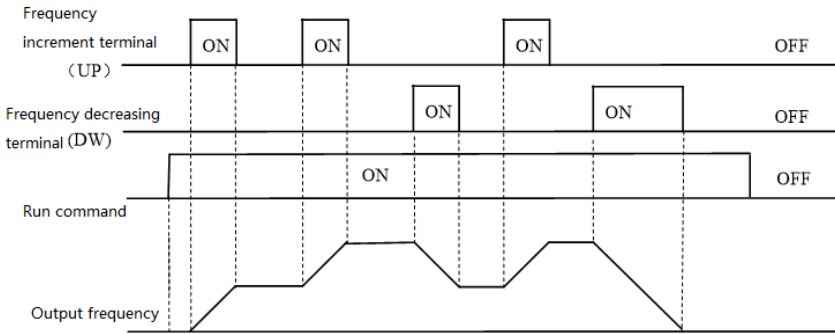 Frequency
increment terminal
（UP）
ON
ON
ON
OFF
Frequency decreasing
terminal (DW)
ON
ON
OFF
ON
OFF
Run command
Output frequency